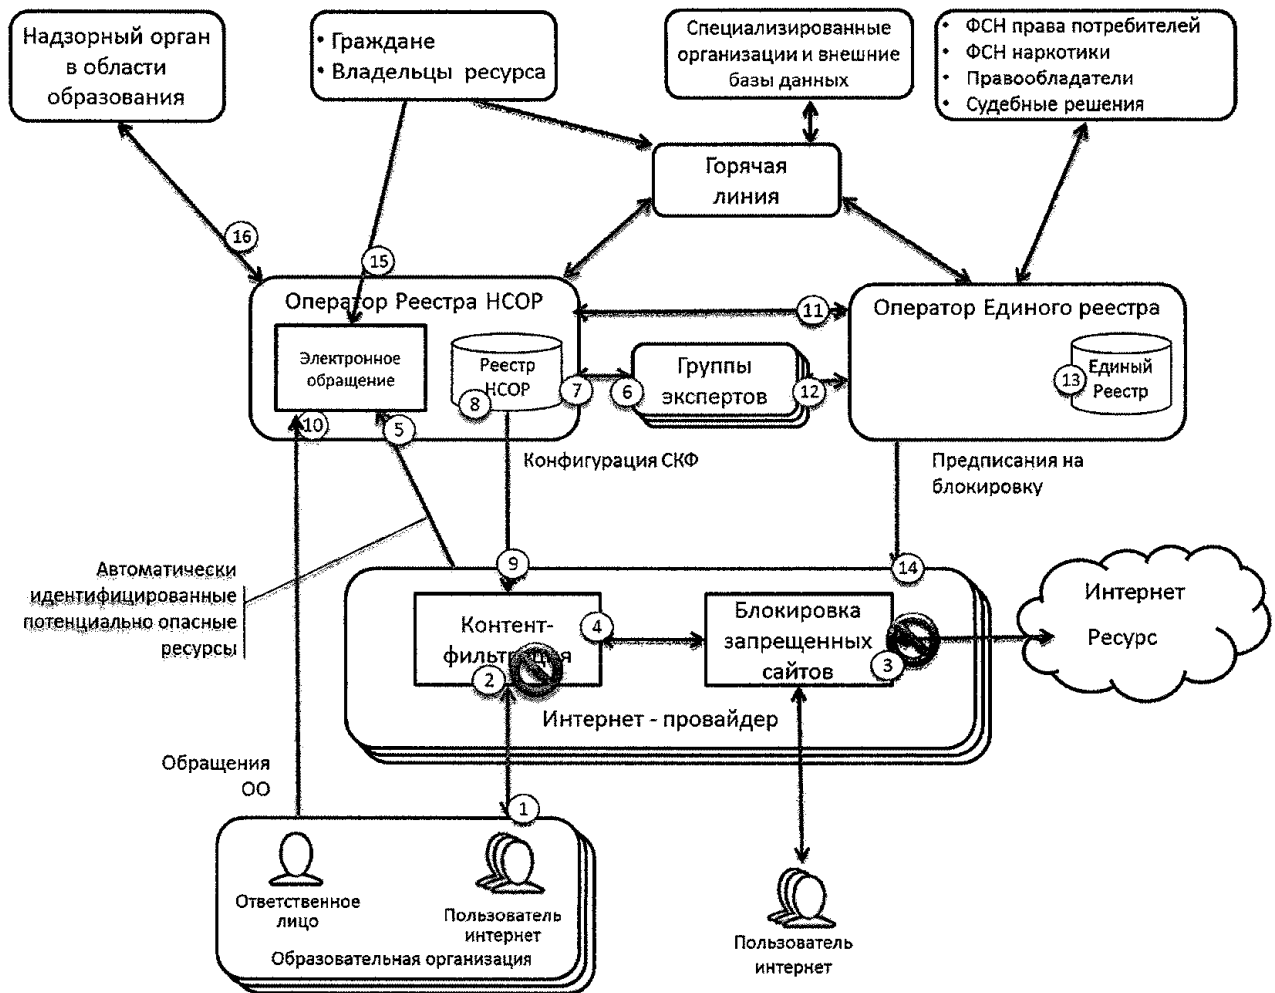 Надзорный орган
в области
образования
• Граждане
• Владельцы ресурса
Специализированные
организации и внешние
базы данных
• ФСН права потребителей
• ФСН наркотики
• Правообладатели
• Судебные решения
Горячая
линия
16
15
Оператор Реестра НСОР
11
Оператор Единого реестра
Электронное
обращение
Реестр
НСОР
8
7
6
Группы
экспертов
12
13
Единый
Реестр
10
5
Конфигурация СКФ
Предписания на
блокировку
Автоматически
идентифицированные
потенциально опасные
ресурсы
9
14
Контент-
фильтрация
2
4
Блокировка
запрещенных
сайтов
3
Интернет
Ресурс
Интернет - провайдер
Обращения
ОО
1
Ответственное
лицо
Пользователь
интернет
Образовательная организация
Пользователь
интернет